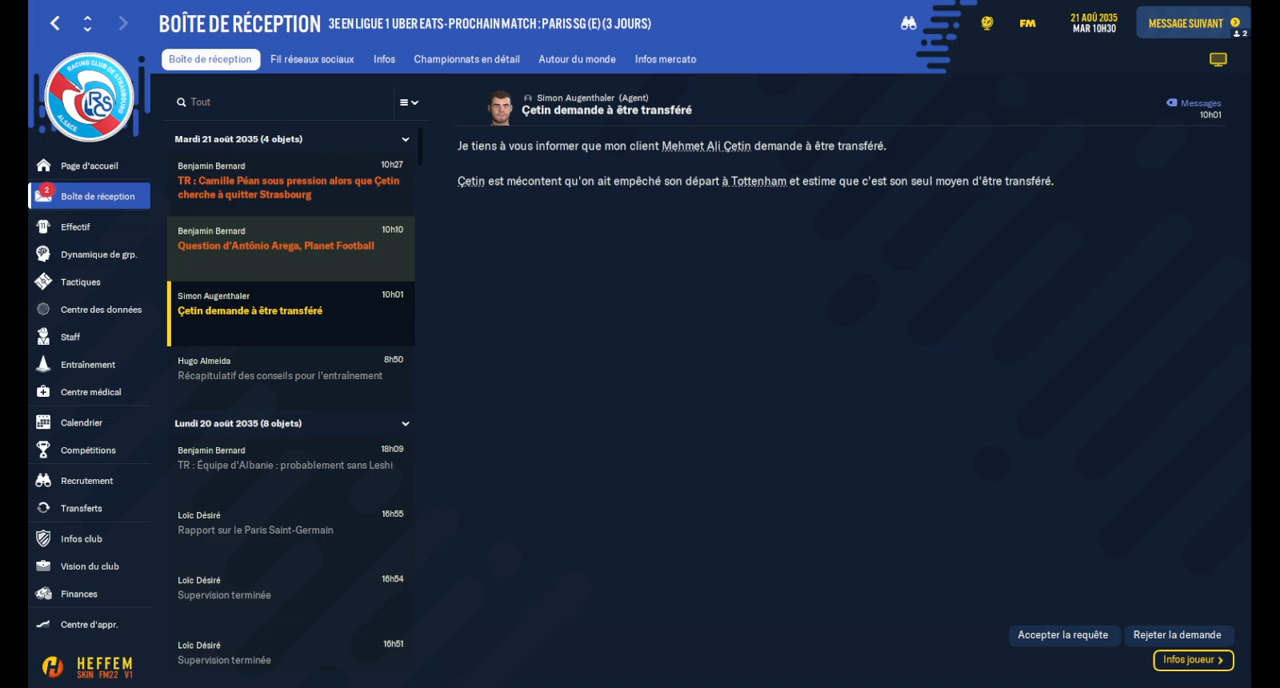 BOÎTE DE RÉCEPTION 3E EN LIGUE 1 UBER EATS - PROCHAIN MATCH : PARIS SG (E) (3 JOURS)
FM
21 AOÛ 2035
MAR 10H30
MESSAGE SUIVANT
2
Boîte de réception Fil réseaux sociaux Infos Championnats en détail Autour du monde Infos mercato
RACING CLUB DE STRASBOURG
ALSACE
Page d'accueil
2
Boîte de réception
Effectif
Dynamique de grp.
Tactiques
Centre des données
Staff
Entraînement
Centre médical
Calendrier
Compétitions
Recrutement
Transferts
Infos club
Vision du club
Finances
Centre d'appr.
HEFFEM
SKIN FM22 V1
Tout
Mardi 21 août 2035 (4 objets)
Benjamin Bernard 10h27
TR : Camille Péan sous pression alors que Çetin
cherche à quitter Strasbourg
Benjamin Bernard 10h10
Question d'Antônio Arega, Planet Football
Simon Augenthaler 10h01
Çetin demande à être transféré
Hugo Almeida 8h50
Récapitulatif des conseils pour l'entraînement
Lundi 20 août 2035 (8 objets)
Benjamin Bernard 18h09
TR : Équipe d'Albanie : probablement sans Leshi
Loïc Désiré 16h55
Rapport sur le Paris Saint-Germain
Loïc Désiré 16h54
Supervision terminée
Loïc Désiré 16h51
Supervision terminée
Simon Augenthaler (Agent)
Çetin demande à être transféré
Messages
10h01
Je tiens à vous informer que mon client Mehmet Ali Çetin demande à être transféré.
Çetin est mécontent qu'on ait empêché son départ à Tottenham et estime que c'est son seul moyen d'être transféré.
Accepter la requête Rejeter la demande
Infos joueur